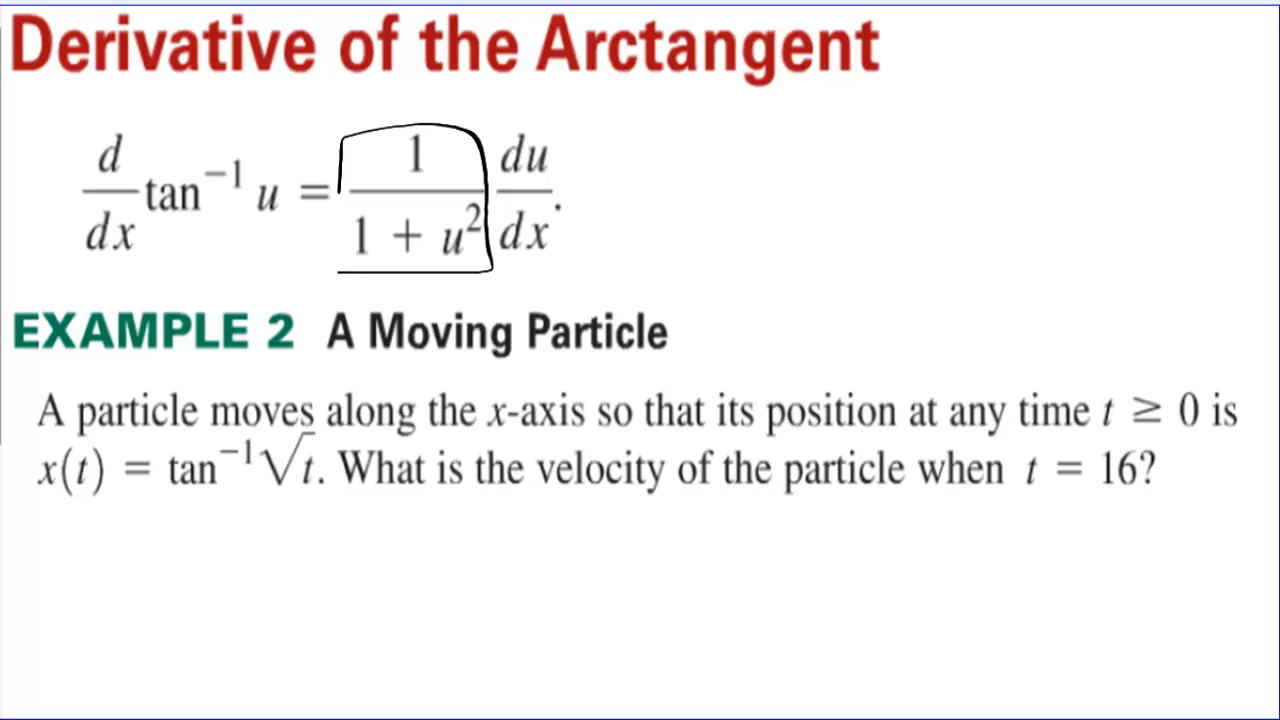 Derivative of the Arctangent
d/dx tan⁻¹ u = 1/(1 + u²) du/dx.
EXAMPLE 2 A Moving Particle
A particle moves along the x-axis so that its position at any time t ≥ 0 is
x(t) = tan⁻¹√t. What is the velocity of the particle when t = 16?